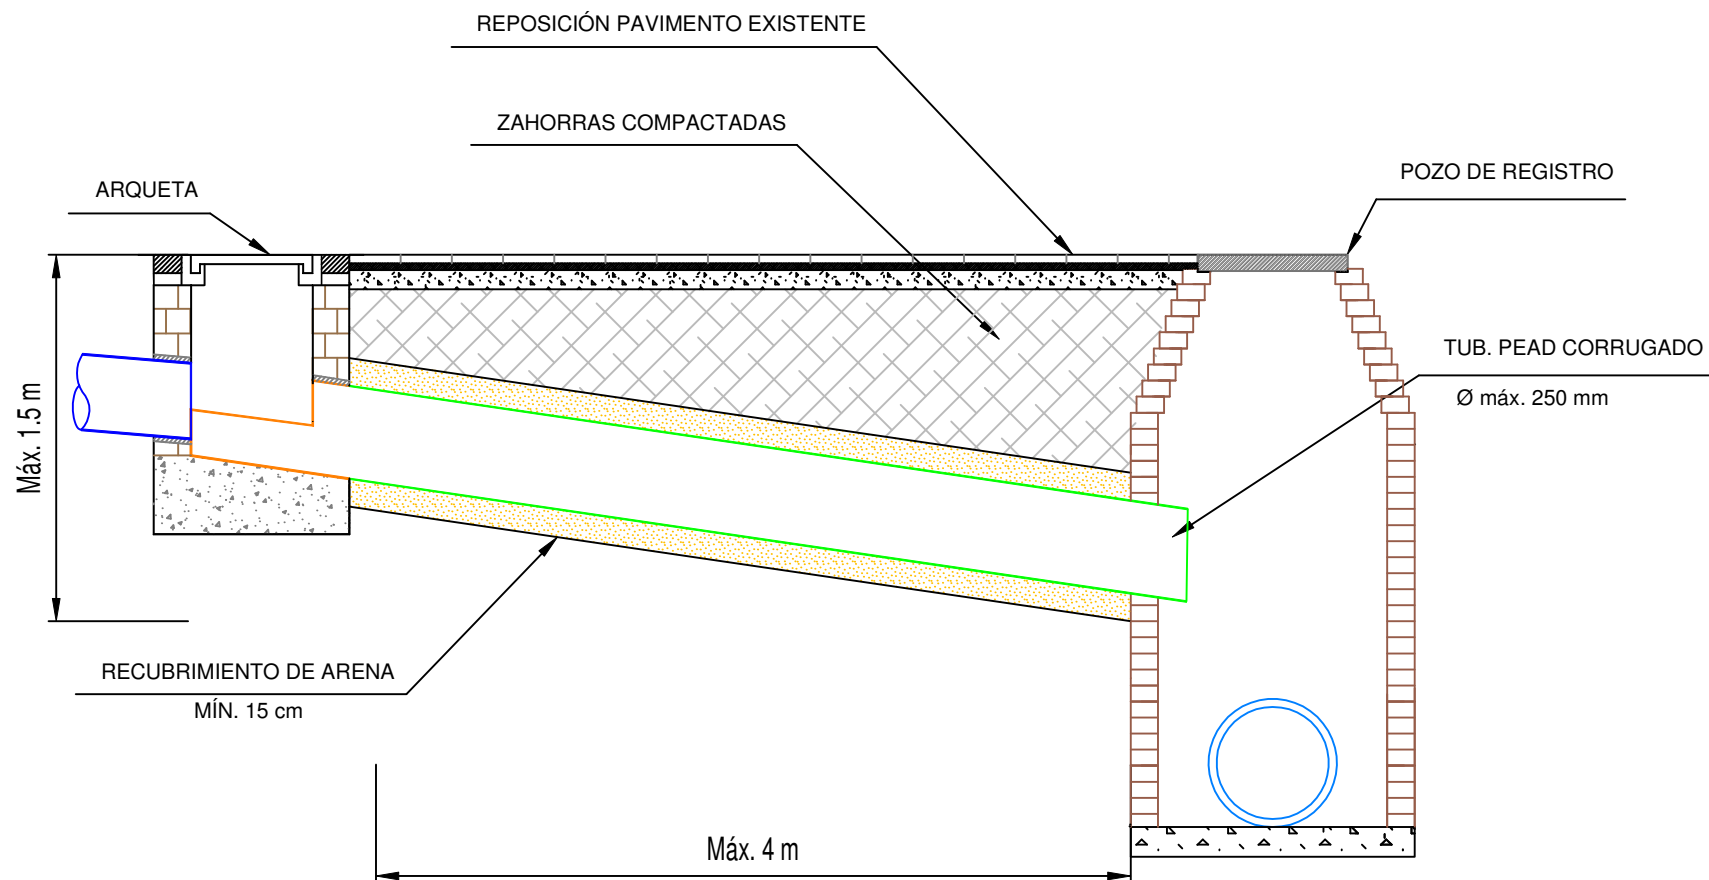 REPOSICIÓN PAVIMENTO EXISTENTE
ZAHORRAS COMPACTADAS
POZO DE REGISTRO
ARQUETA
TUB. PEAD CORRUGADO
Ø máx. 250 mm
Máx. 1.5 m
RECUBRIMIENTO DE ARENA
MÍN. 15 cm
Máx. 4 m